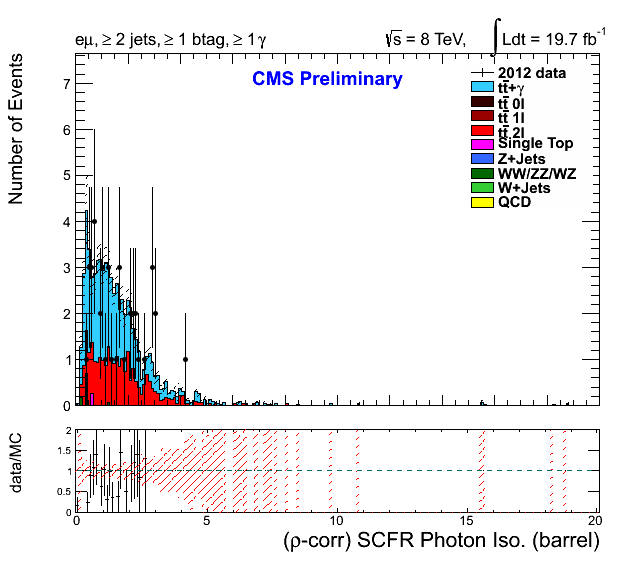 eμ, ≥ 2 jets, ≥ 1 btag, ≥ 1 γ
√s = 8 TeV, ∫ Ldt = 19.7 fb⁻¹
CMS Preliminary
2012 data
tt̄+γ
tt̄ 0l
tt̄ 1l
tt̄ 2l
Single Top
Z+Jets
WW/ZZ/WZ
W+Jets
QCD
Number of Events
7
6
5
4
3
2
1
0
data/MC
2
1.5
1
0.5
0
0 5 10 15 20
(ρ-corr) SCFR Photon Iso. (barrel)